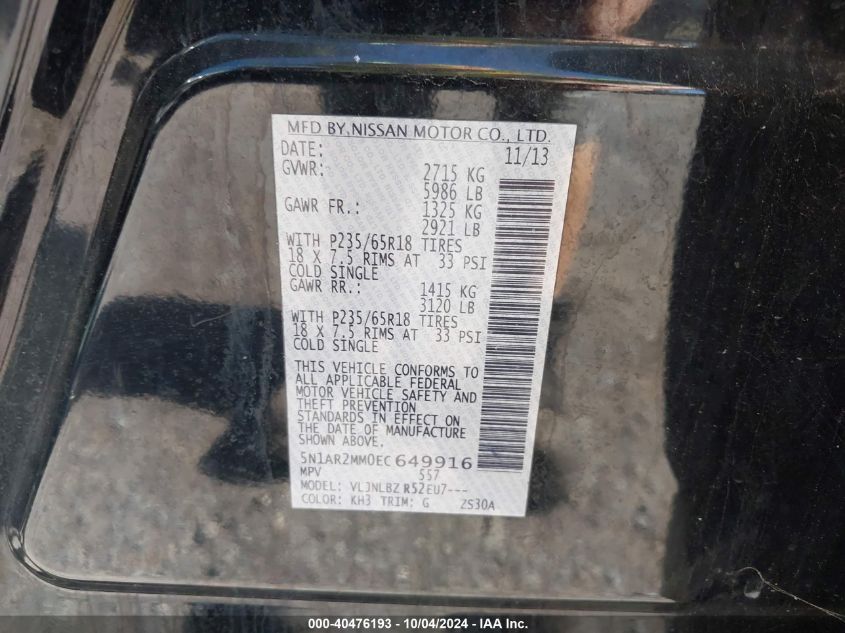 MFD BY NISSAN MOTOR CO., LTD.
DATE: 11/13
GVWR: 2715 KG
5986 LB
GAWR FR.: 1325 KG
2921 LB
WITH P235/65R18 TIRES
18 X 7.5 RIMS AT 33 PSI
COLD SINGLE
GAWR RR.: 1415 KG
3120 LB
WITH P235/65R18 TIRES
18 X 7.5 RIMS AT 33 PSI
COLD SINGLE
THIS VEHICLE CONFORMS TO
ALL APPLICABLE FEDERAL
MOTOR VEHICLE SAFETY AND
THEFT PREVENTION
STANDARDS IN EFFECT ON
THE DATE OF MANUFACTURE
SHOWN ABOVE.
5N1AR2MM0EC649916
MPV 557
MODEL: VLJNLBZ R52EU7---
COLOR: KH3 TRIM: G 2S30A
000-40476193 - 10/04/2024 - IAA Inc.